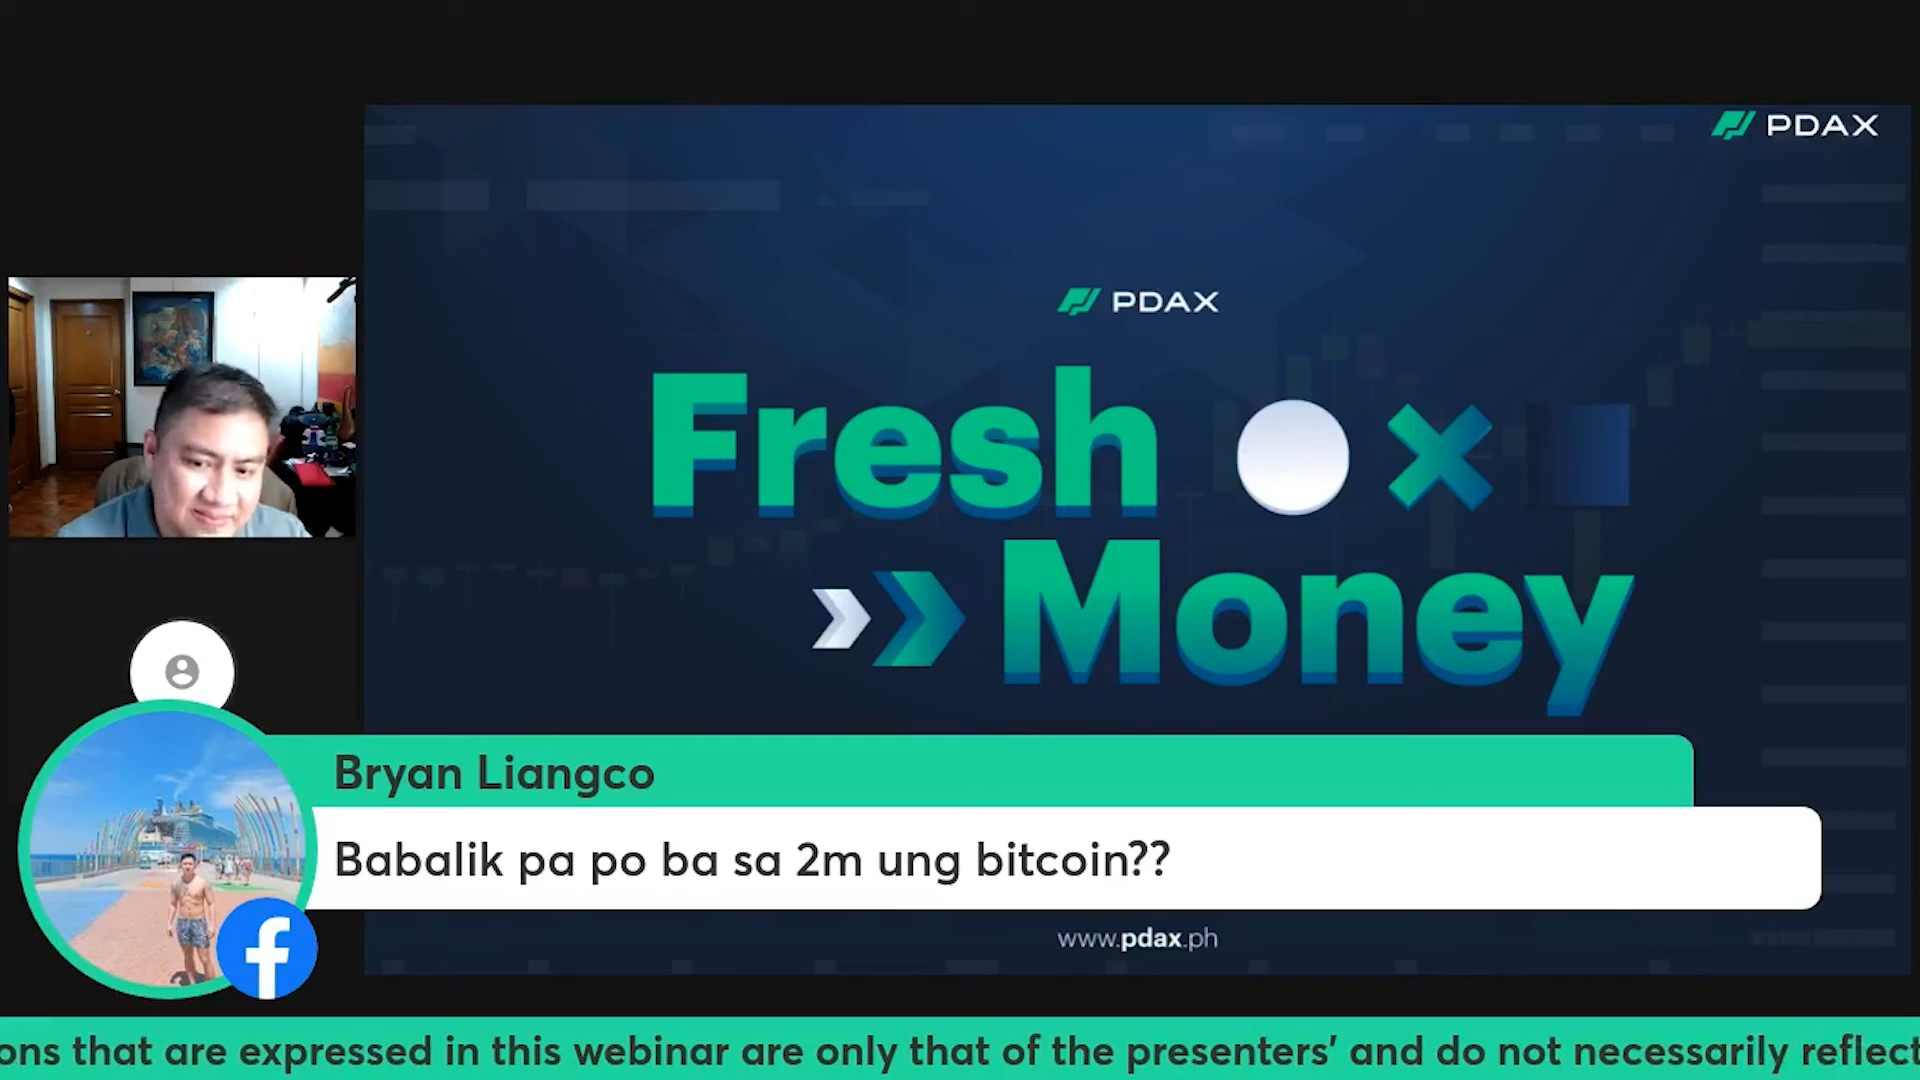 PDAX
PDAX
Fresh
Money
Bryan Liangco
Babalik pa po ba sa 2m ung bitcoin??
www.pdax.ph
ons that are expressed in this webinar are only that of the presenters' and do not necessarily reflect